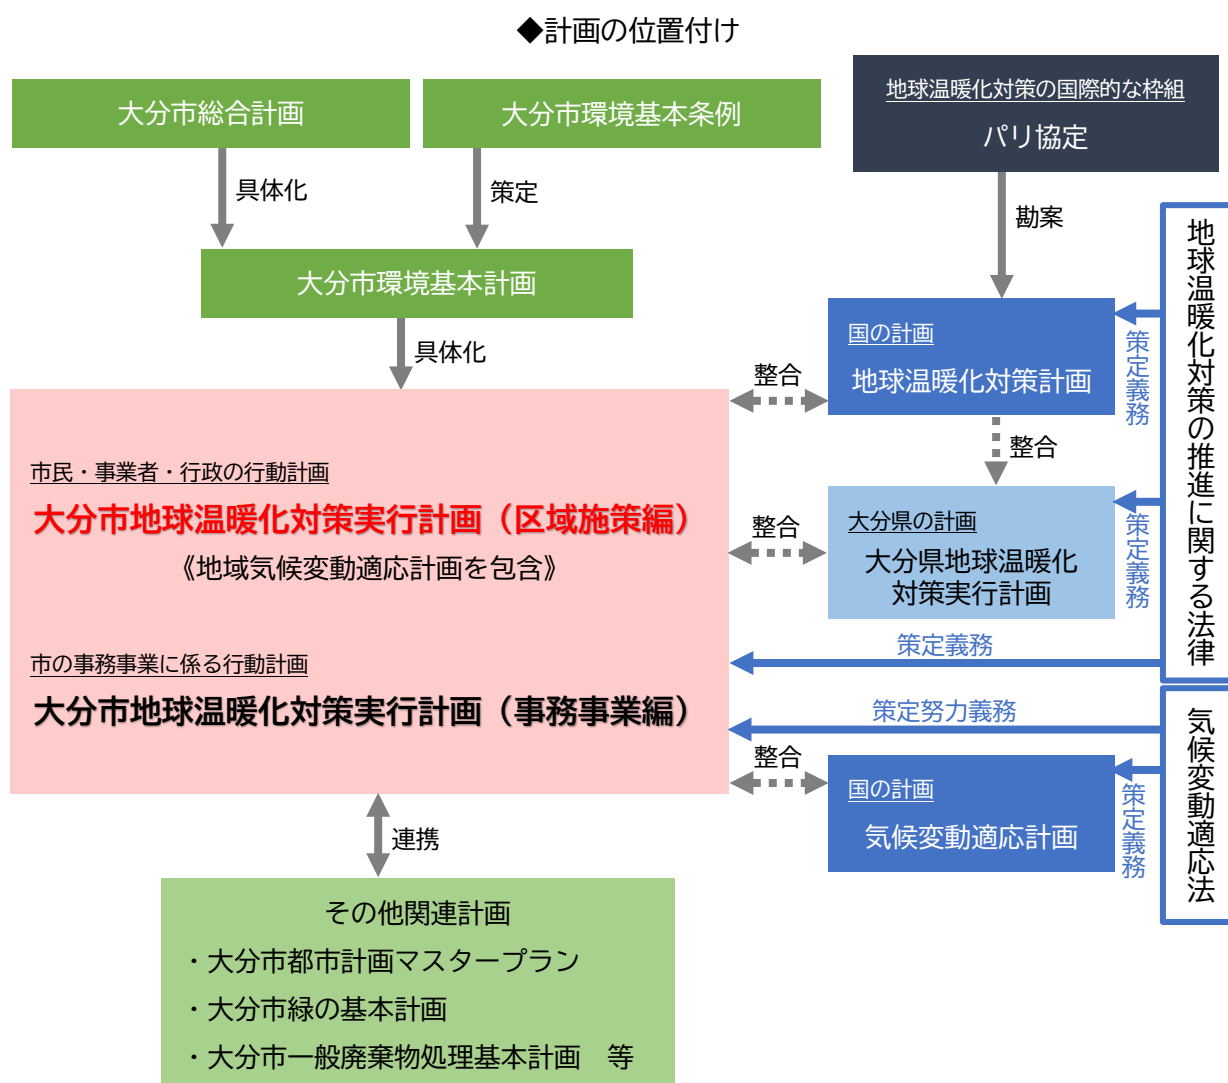 ◆計画の位置付け
大分市総合計画
大分市環境基本条例
地球温暖化対策の国際的な枠組
パリ協定
具体化
策定
勘案
大分市環境基本計画
具体化
国の計画
地球温暖化対策計画
策定義務
地球温暖化対策の推進に関する法律
整合
整合
市民・事業者・行政の行動計画
大分市地球温暖化対策実行計画（区域施策編）
《地域気候変動適応計画を包含》
整合
大分県の計画
大分県地球温暖化
対策実行計画
策定義務
策定義務
市の事務事業に係る行動計画
大分市地球温暖化対策実行計画（事務事業編）
策定努力義務
気候変動適応法
整合
国の計画
気候変動適応計画
策定義務
連携
その他関連計画
・大分市都市計画マスタープラン
・大分市緑の基本計画
・大分市一般廃棄物処理基本計画　等